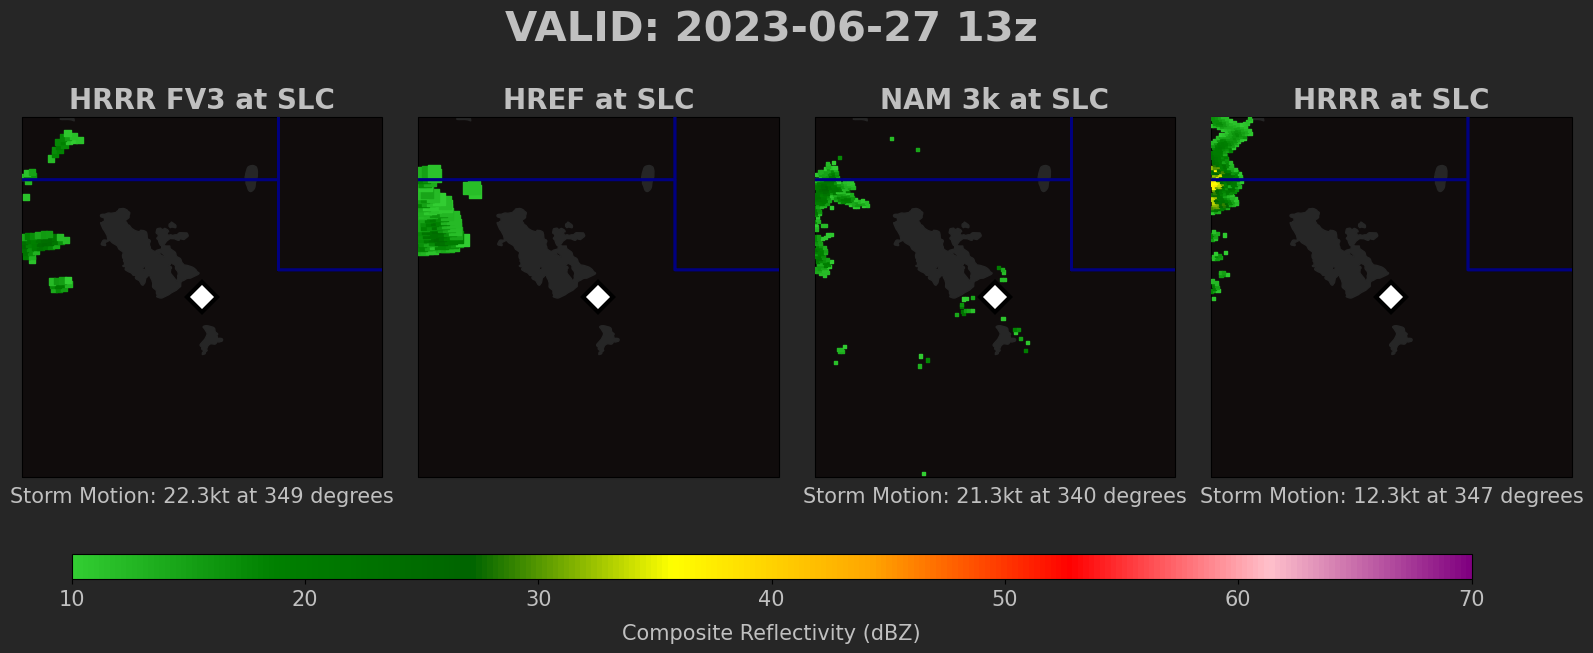 VALID: 2023-06-27 13z
HRRR FV3 at SLC
HREF at SLC
NAM 3k at SLC
HRRR at SLC
Storm Motion: 22.3kt at 349 degrees
Storm Motion: 21.3kt at 340 degrees
Storm Motion: 12.3kt at 347 degrees
10 20 30 40 50 60 70
Composite Reflectivity (dBZ)